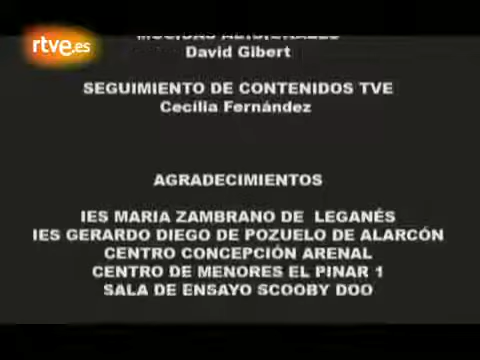 rtve.es
David Gibert
SEGUIMIENTO DE CONTENIDOS TVE
Cecilia Fernández
AGRADECIMIENTOS
IES MARIA ZAMBRANO DE LEGANÉS
IES GERARDO DIEGO DE POZUELO DE ALARCÓN
CENTRO CONCEPCIÓN ARENAL
CENTRO DE MENORES EL PINAR 1
SALA DE ENSAYO SCOOBY DOO